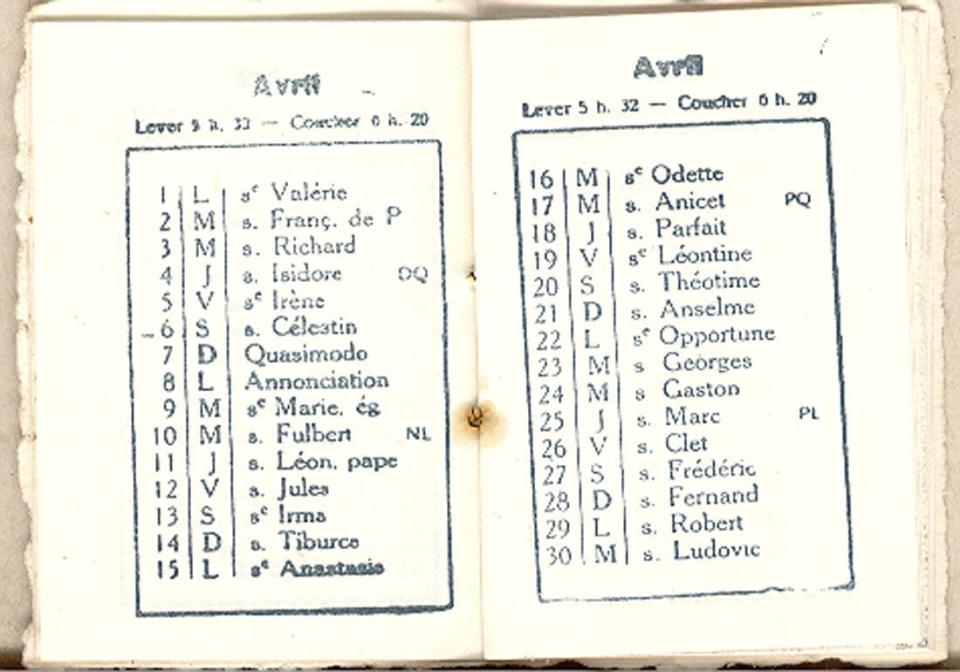 Avril
Lever 5 h. 33 — Coucher 6 h. 20
1 L sᵉ Valérie
2 M s. Franç. de P
3 M s. Richard
4 J s. Isidore DQ
5 V sᵉ Irène
6 S s. Célestin
7 D Quasimodo
8 L Annonciation
9 M sᵉ Marie. ég
10 M s. Fulbert NL
11 J s. Léon. pape
12 V s. Jules
13 S sᵉ Irma
14 D s. Tiburce
15 L sᵉ Anastasie
Avril
Lever 5 h. 32 — Coucher 6 h. 20
16 M sᵉ Odette
17 M s. Anicet PQ
18 J s. Parfait
19 V sᵉ Léontine
20 S s. Théotime
21 D s. Anselme
22 L sᵉ Opportune
23 M s Georges
24 M s Gaston
25 J s. Marc PL
26 V s. Clet
27 S s. Frédéric
28 D s. Fernand
29 L s. Robert
30 M s. Ludovic